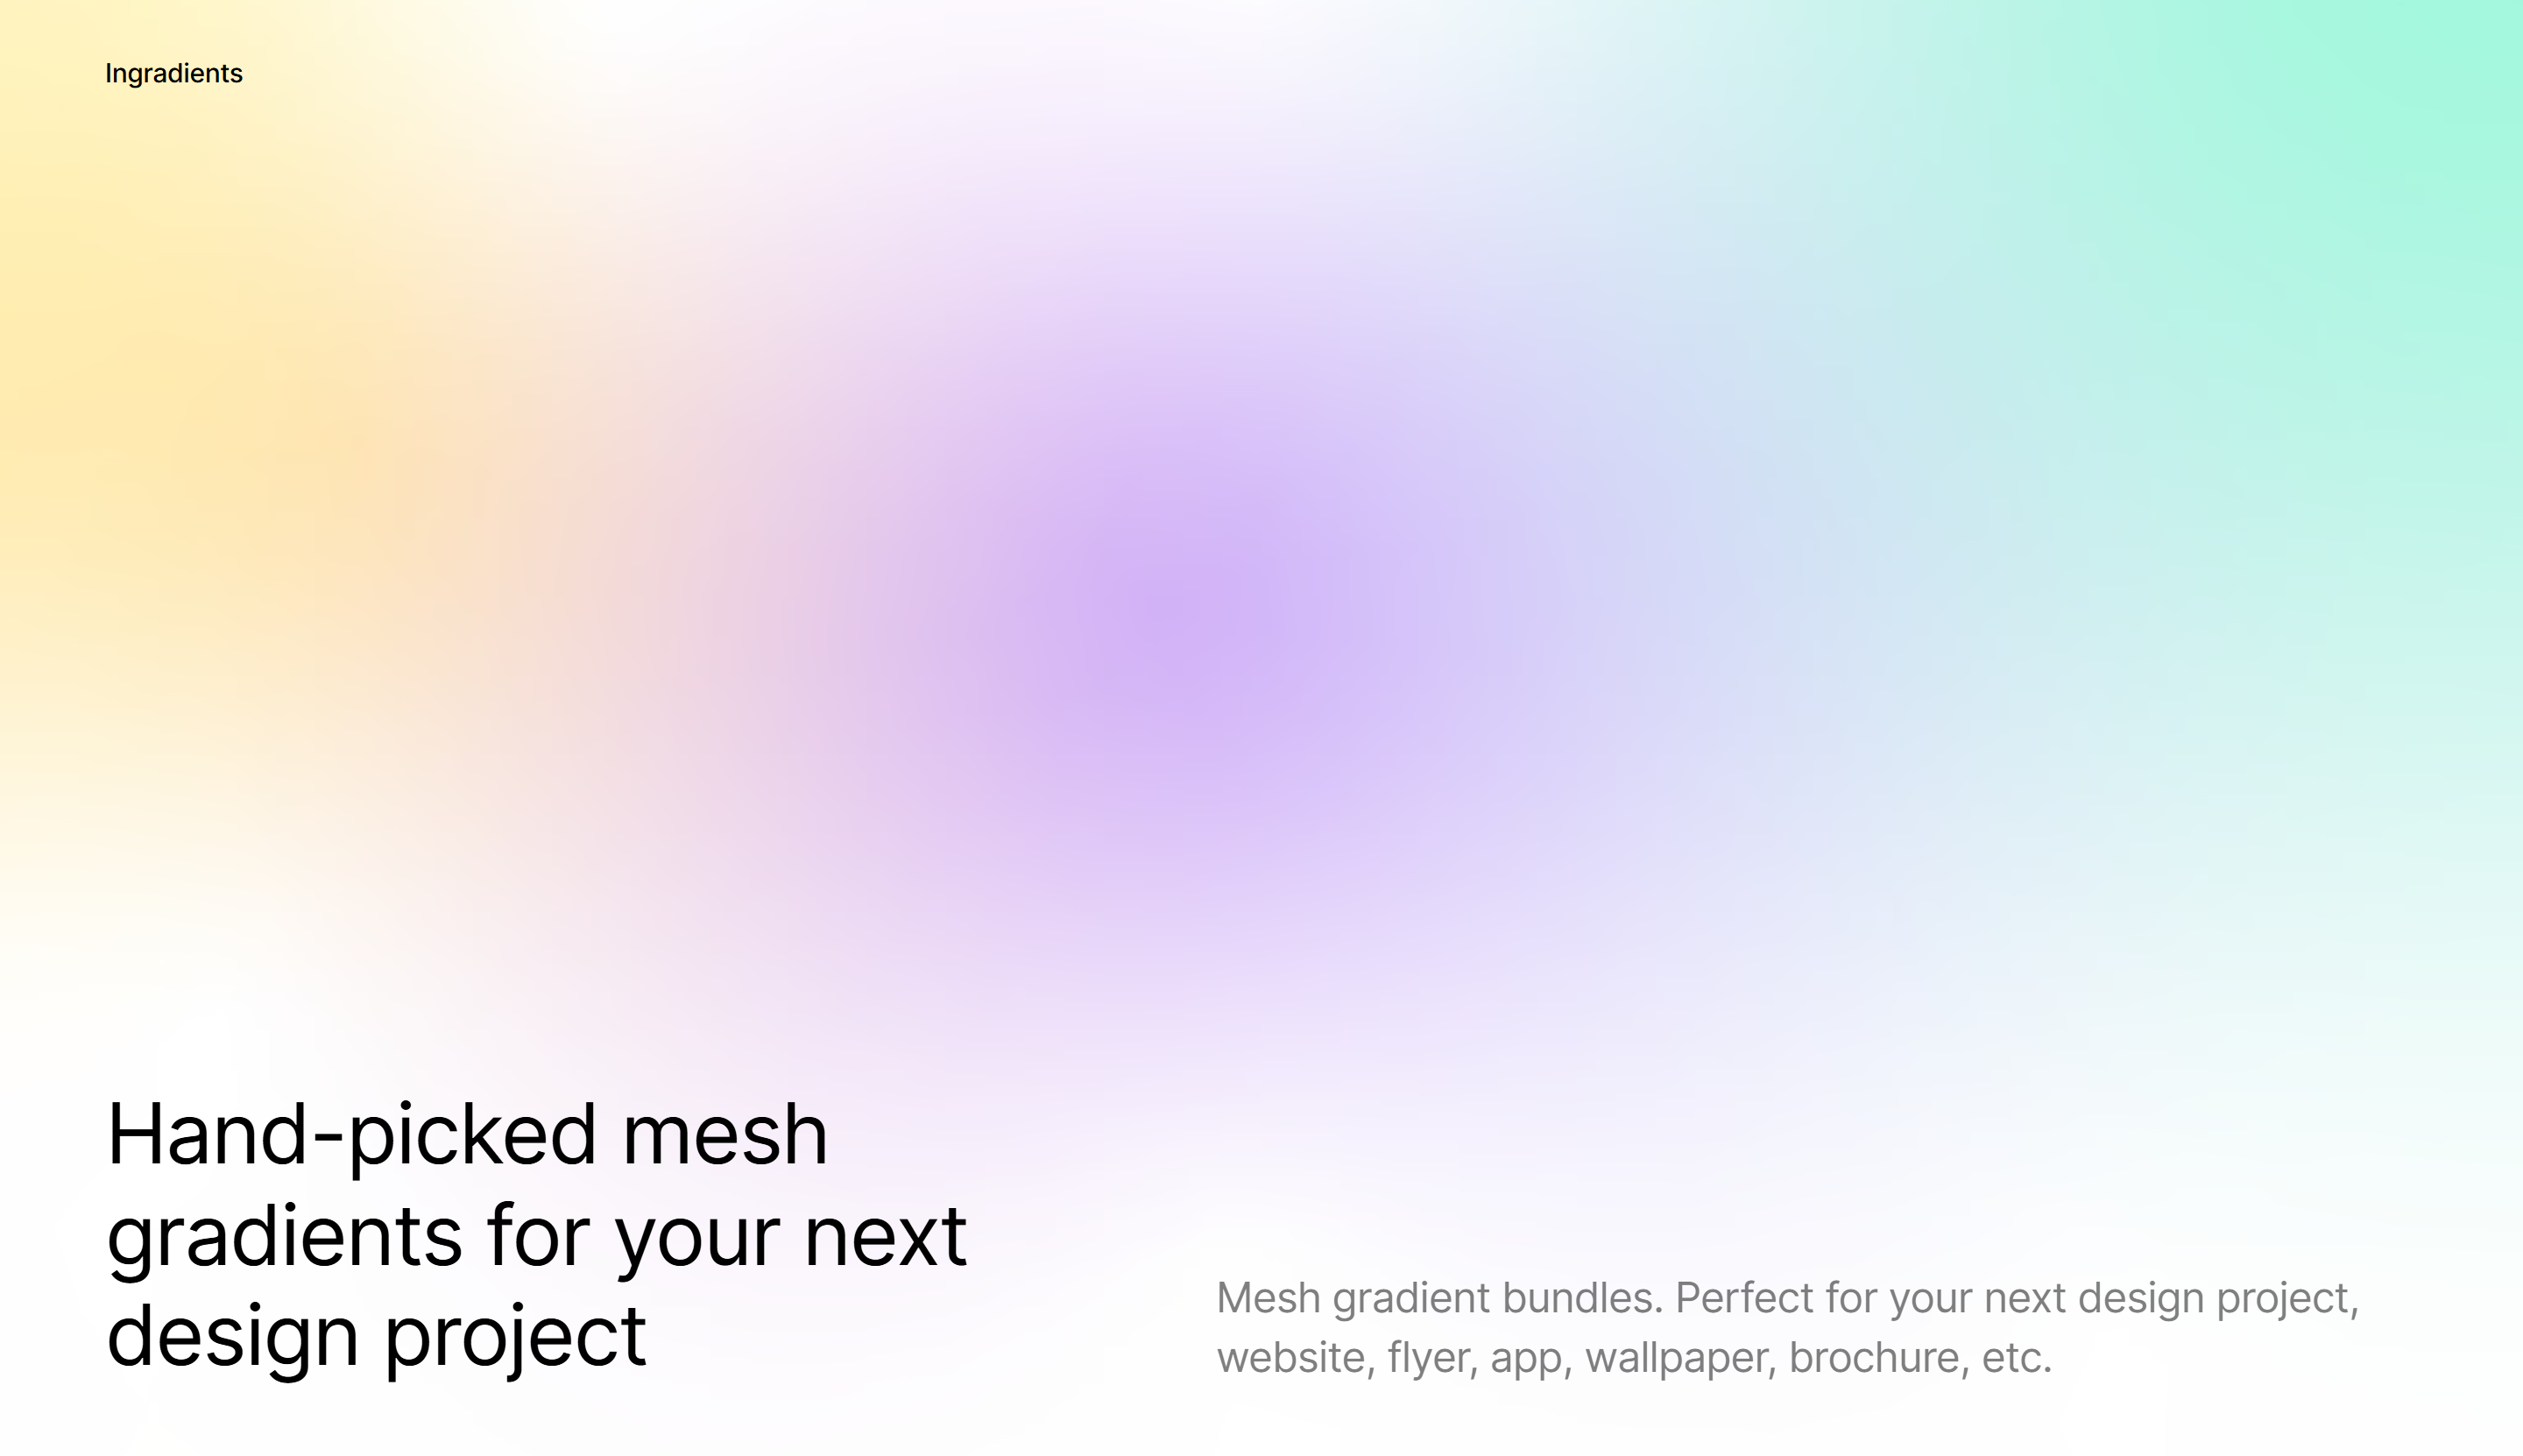 Ingradients
Hand-picked mesh
gradients for your next
design project
Mesh gradient bundles. Perfect for your next design project,
website, flyer, app, wallpaper, brochure, etc.